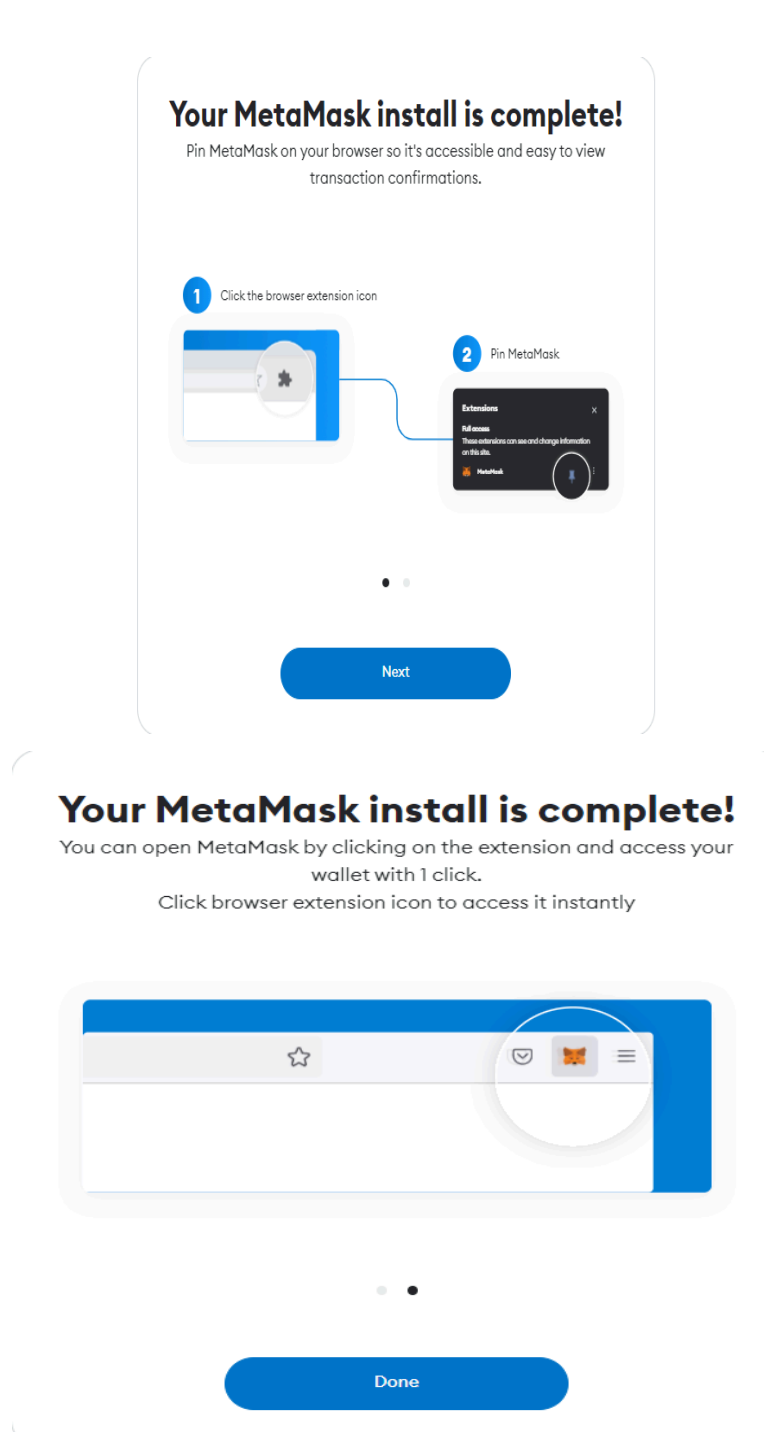 Your MetaMask install is complete!
Pin MetaMask on your browser so it's accessible and easy to view
transaction confirmations.
1 Click the browser extension icon
2 Pin MetaMask
Extensions X
Full access
These extensions can see and change information
on this site.
MetaMask
Next
Your MetaMask install is complete!
You can open MetaMask by clicking on the extension and access your
wallet with 1 click.
Click browser extension icon to access it instantly
Done